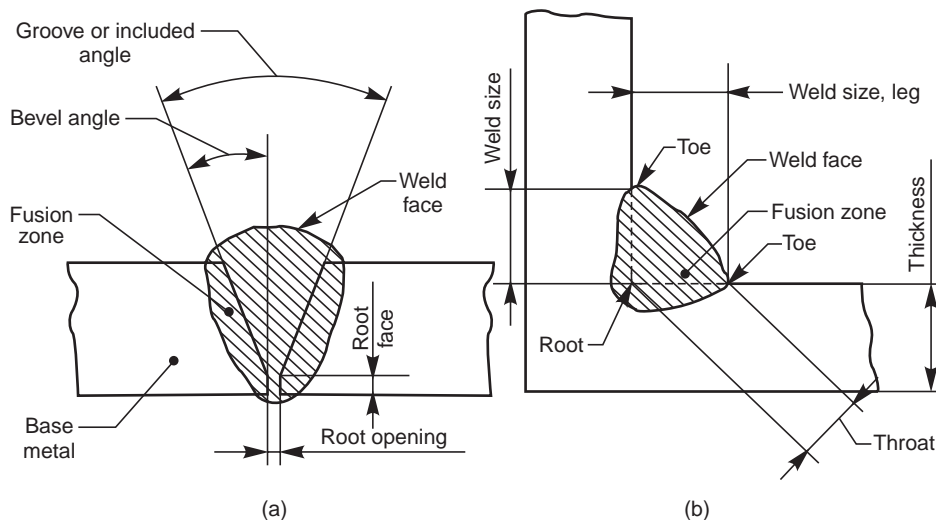 Groove or included
angle
Bevel angle
Weld
face
Fusion
zone
Root
face
Base
metal
Root opening
(a)
Weld size
Weld size, leg
Toe
Weld face
Fusion zone
Toe
Thickness
Root
Throat
(b)